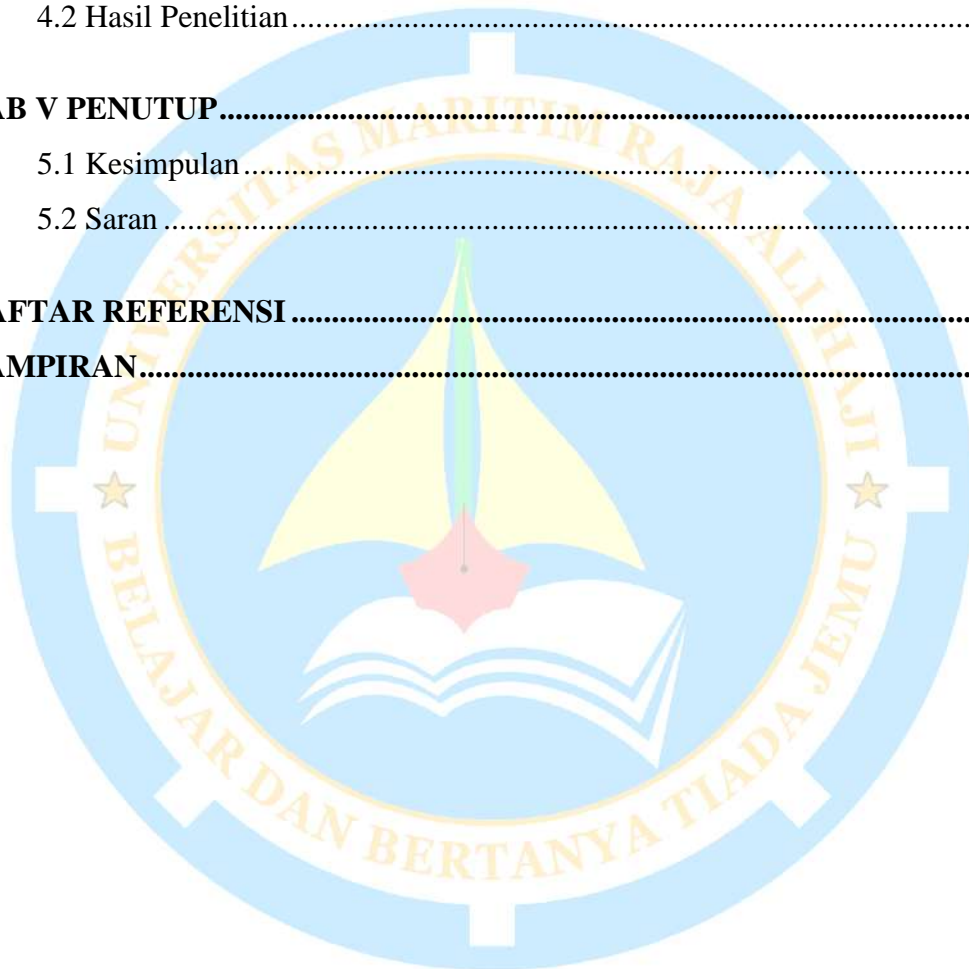 4.2 Hasil Penelitian........................................................................................
AB V PENUTUP................................................................................................
5.1 Kesimpulan..............................................................................................
5.2 Saran........................................................................................................
AFTAR REFERENSI.......................................................................................
AMPIRAN.........................................................................................................
UNIVERSITAS MARITIM RAJA ALI HAJI
BELAJAR DAN BERTANYA TIADA JEMU